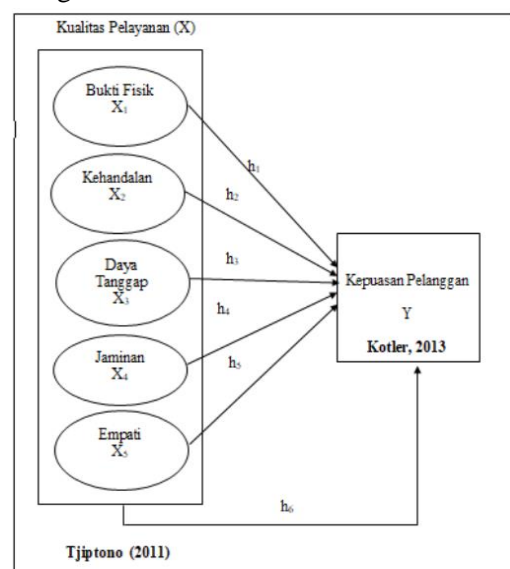 Kualitas Pelayanan (X)
Bukti Fisik
X₁
h₁
Kehandalan
X₂
h₂
Daya
Tanggap
X₃
h₃
Kepuasan Pelanggan
Y
Kotler, 2013
h₄
Jaminan
X₄
h₅
Empati
X₅
h₆
Tjiptono (2011)